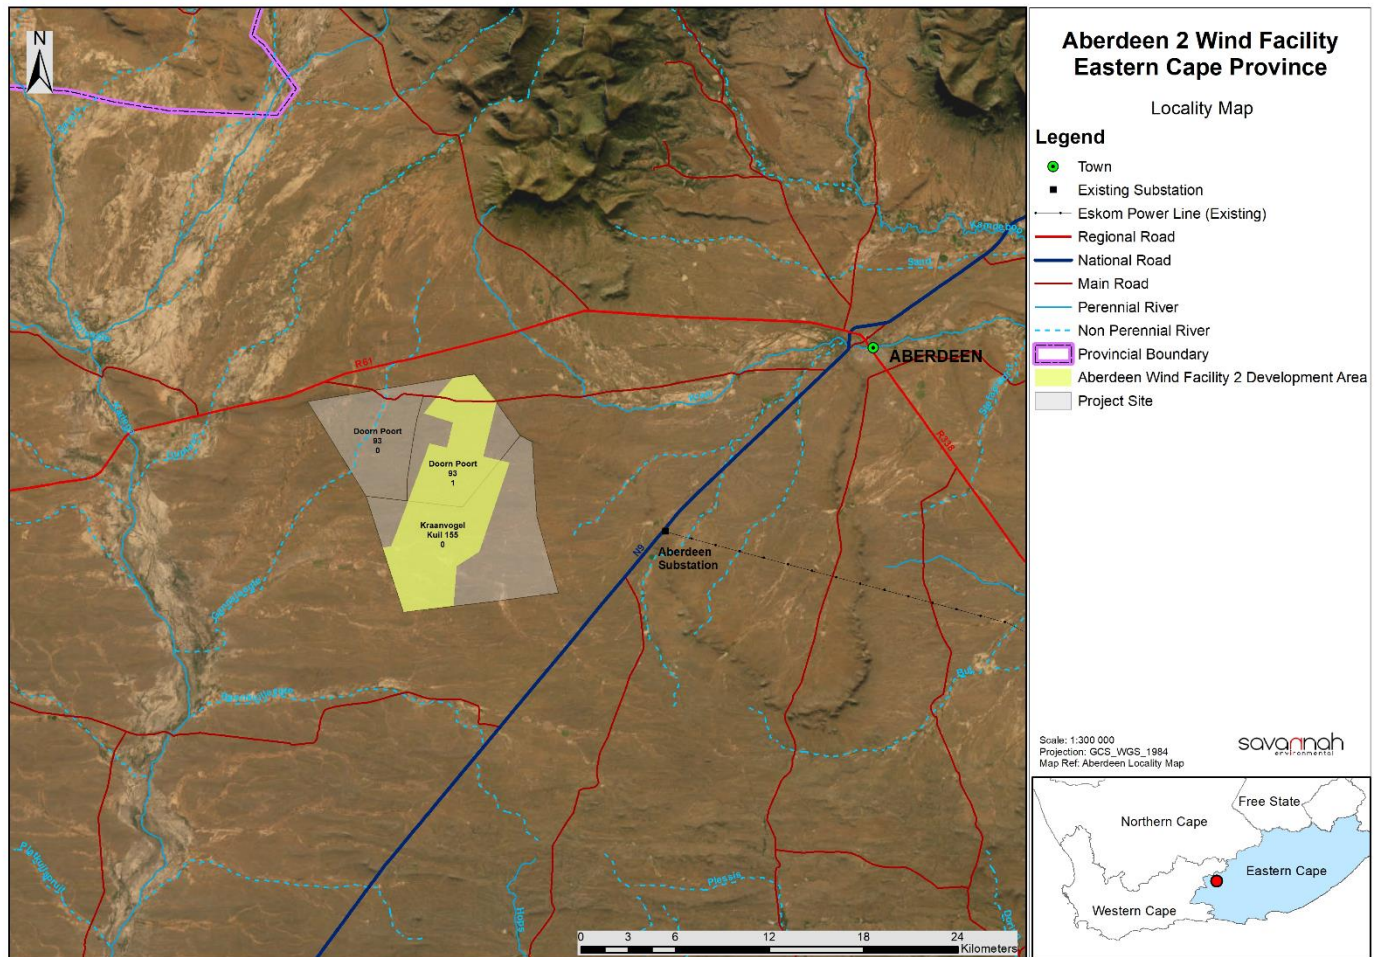 N
Aberdeen 2 Wind Facility
Eastern Cape Province
Locality Map
Legend
Town
Existing Substation
Eskom Power Line (Existing)
Regional Road
National Road
Main Road
Perennial River
Non Perennial River
Provincial Boundary
Aberdeen Wind Facility 2 Development Area
Project Site
Sand
ABERDEEN
R61
R338
Doorn Poort
93
0
Doorn Poort
93
1
Kraanvogel
Kuil 155
0
N9
Aberdeen
Substation
Plessis
Hops
0 3 6 12 18 24
Kilometers
Scale: 1:300 000
Projection: GCS_WGS_1984
Map Ref: Aberdeen Locality Map
savannah
environmental
Free State
Northern Cape
Eastern Cape
Western Cape